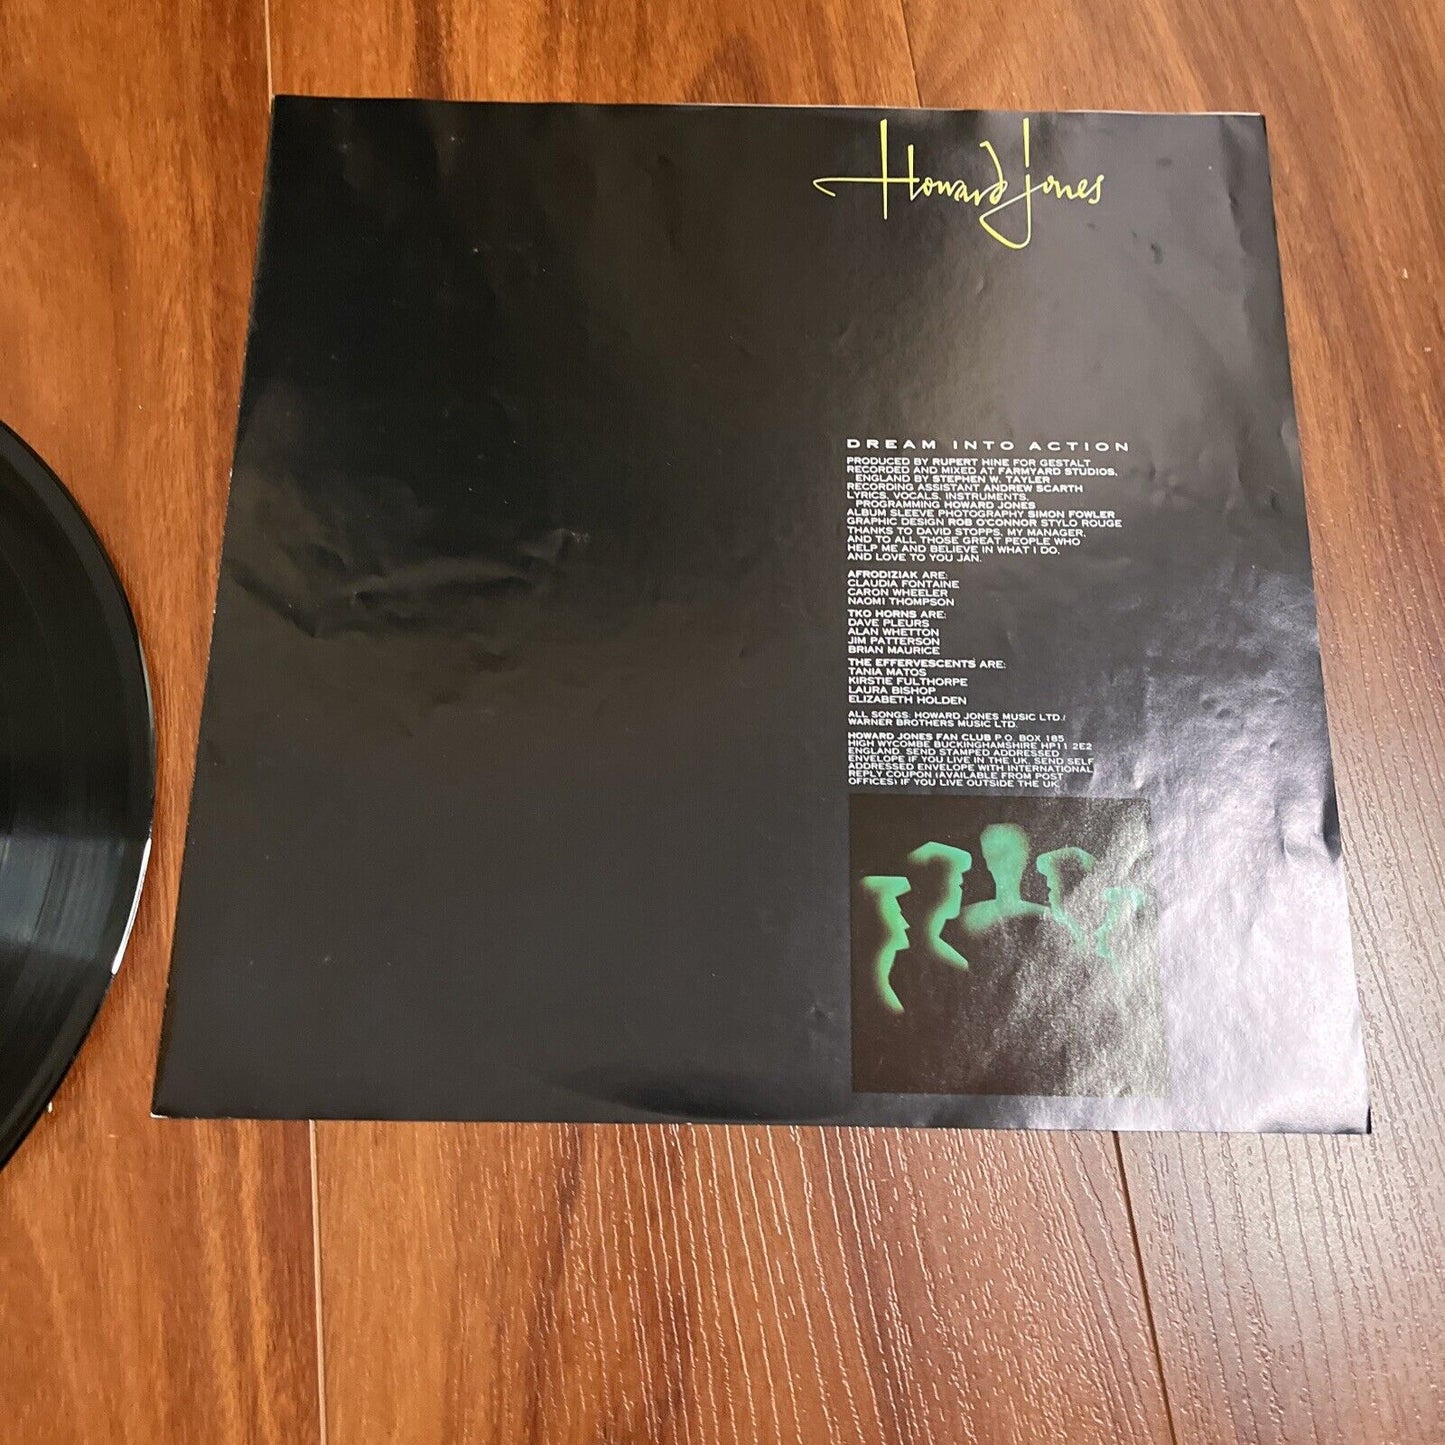 Howard Jones
DREAM INTO ACTION
PRODUCED BY RUPERT HINE FOR GESTALT
RECORDED AND MIXED AT FARMYARD STUDIOS,
ENGLAND BY STEPHEN W. TAYLER
RECORDING ASSISTANT ANDREW SCARTH
LYRICS, VOCALS, INSTRUMENTS,
PROGRAMMING HOWARD JONES
ALBUM SLEEVE PHOTOGRAPHY SIMON FOWLER
GRAPHIC DESIGN ROB O'CONNOR STYLO ROUGE
THANKS TO DAVID STOPPS, MY MANAGER,
AND TO ALL THOSE GREAT PEOPLE WHO
HELP ME AND BELIEVE IN WHAT I DO.
AND LOVE TO YOU JAN.
AFRODIZIAK ARE:
CLAUDIA FONTAINE
CARON WHEELER
NAOMI THOMPSON
TKO HORNS ARE:
DAVE PLEURS
ALAN WHETTON
JIM PATTERSON
BRIAN MAURICE
THE EFFERVESCENTS ARE:
TANIA MATOS
KIRSTIE FULTHORPE
LAURA BISHOP
ELIZABETH HOLDEN
ALL SONGS: HOWARD JONES MUSIC LTD./
WARNER BROTHERS MUSIC LTD.
HOWARD JONES FAN CLUB P.O. BOX 185
HIGH WYCOMBE BUCKINGHAMSHIRE HP11 2E2
ENGLAND. SEND STAMPED ADDRESSED
ENVELOPE IF YOU LIVE IN THE UK, SEND SELF
ADDRESSED ENVELOPE WITH INTERNATIONAL
REPLY COUPON (AVAILABLE FROM POST
OFFICES) IF YOU LIVE OUTSIDE THE UK.